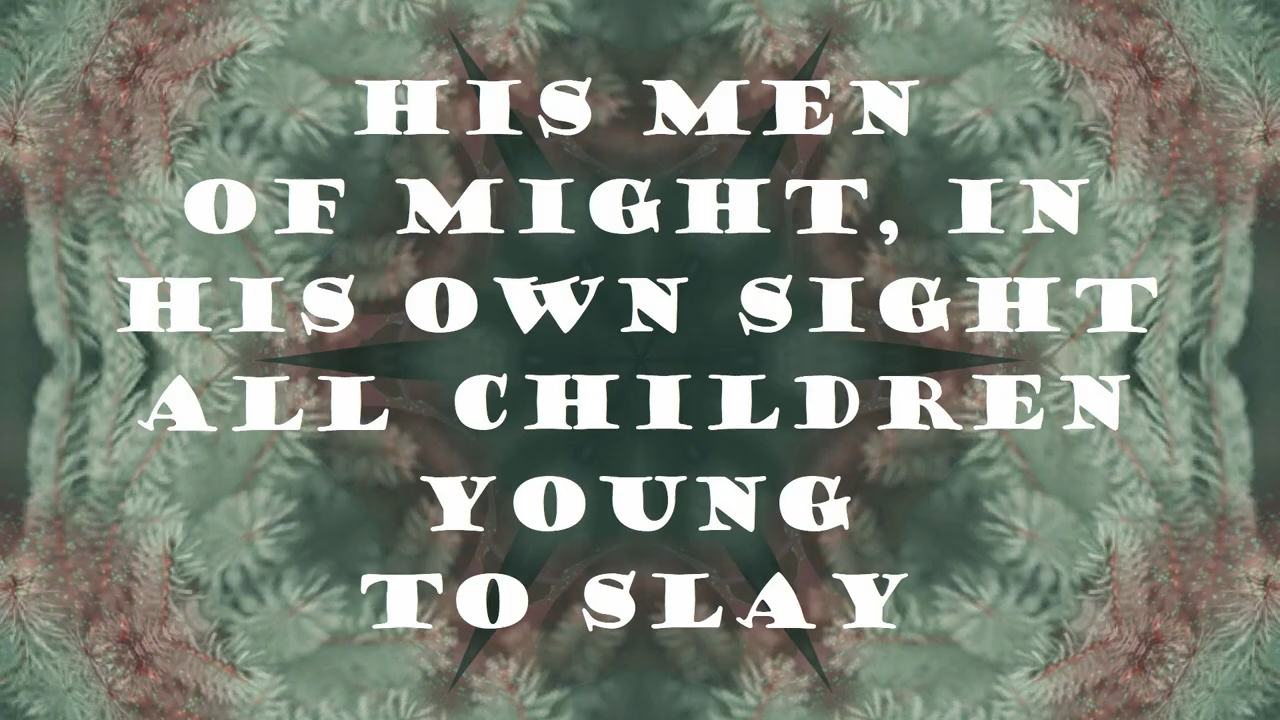 HIS MEN
OF MIGHT, IN
HIS OWN SIGHT
ALL CHILDREN
YOUNG
TO SLAY